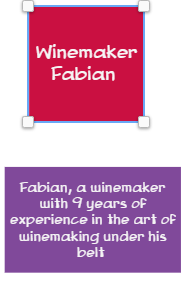 Winemaker
Fabian
Fabian, a winemaker
with 9 years of
experience in the art of
winemaking under his
belt